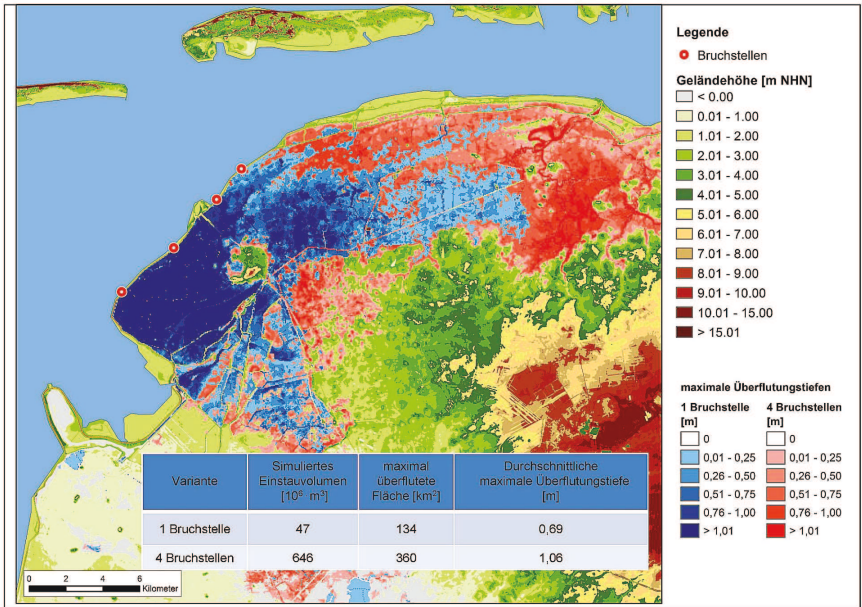 Legende
Bruchstellen
Geländehöhe [m NHN]
< 0.00
0.01 - 1.00
1.01 - 2.00
2.01 - 3.00
3.01 - 4.00
4.01 - 5.00
5.01 - 6.00
6.01 - 7.00
7.01 - 8.00
8.01 - 9.00
9.01 - 10.00
10.01 - 15.00
> 15.01
maximale Überflutungstiefen
1 Bruchstelle 4 Bruchstellen
[m] [m]
0 0
0,01 - 0,25 0,01 - 0,25
0,26 - 0,50 0,26 - 0,50
0,51 - 0,75 0,51 - 0,75
0,76 - 1,00 0,76 - 1,00
> 1,01 > 1,01
Variante Simuliertes Einstauvolumen [10⁶ m³] maximal überflutete Fläche [km²] Durchschnittliche maximale Überflutungstiefe [m]
1 Bruchstelle 47 134 0,69
4 Bruchstellen 646 360 1,06
0 2 4 6
Kilometer